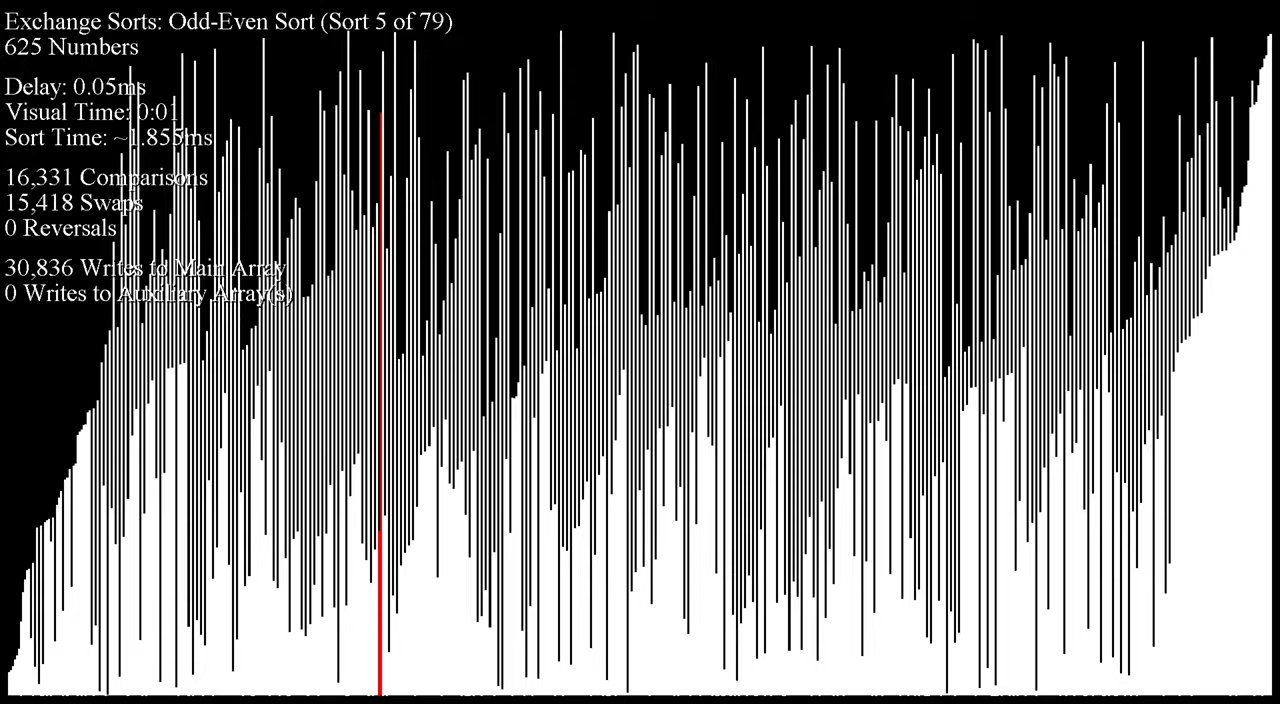 Exchange Sorts: Odd-Even Sort (Sort 5 of 79)
625 Numbers
Delay: 0.05ms
Visual Time: 0:01
Sort Time: ~1.855ms
16,331 Comparisons
15,418 Swaps
0 Reversals
30,836 Writes to Main Array
0 Writes to Auxiliary Array(s)